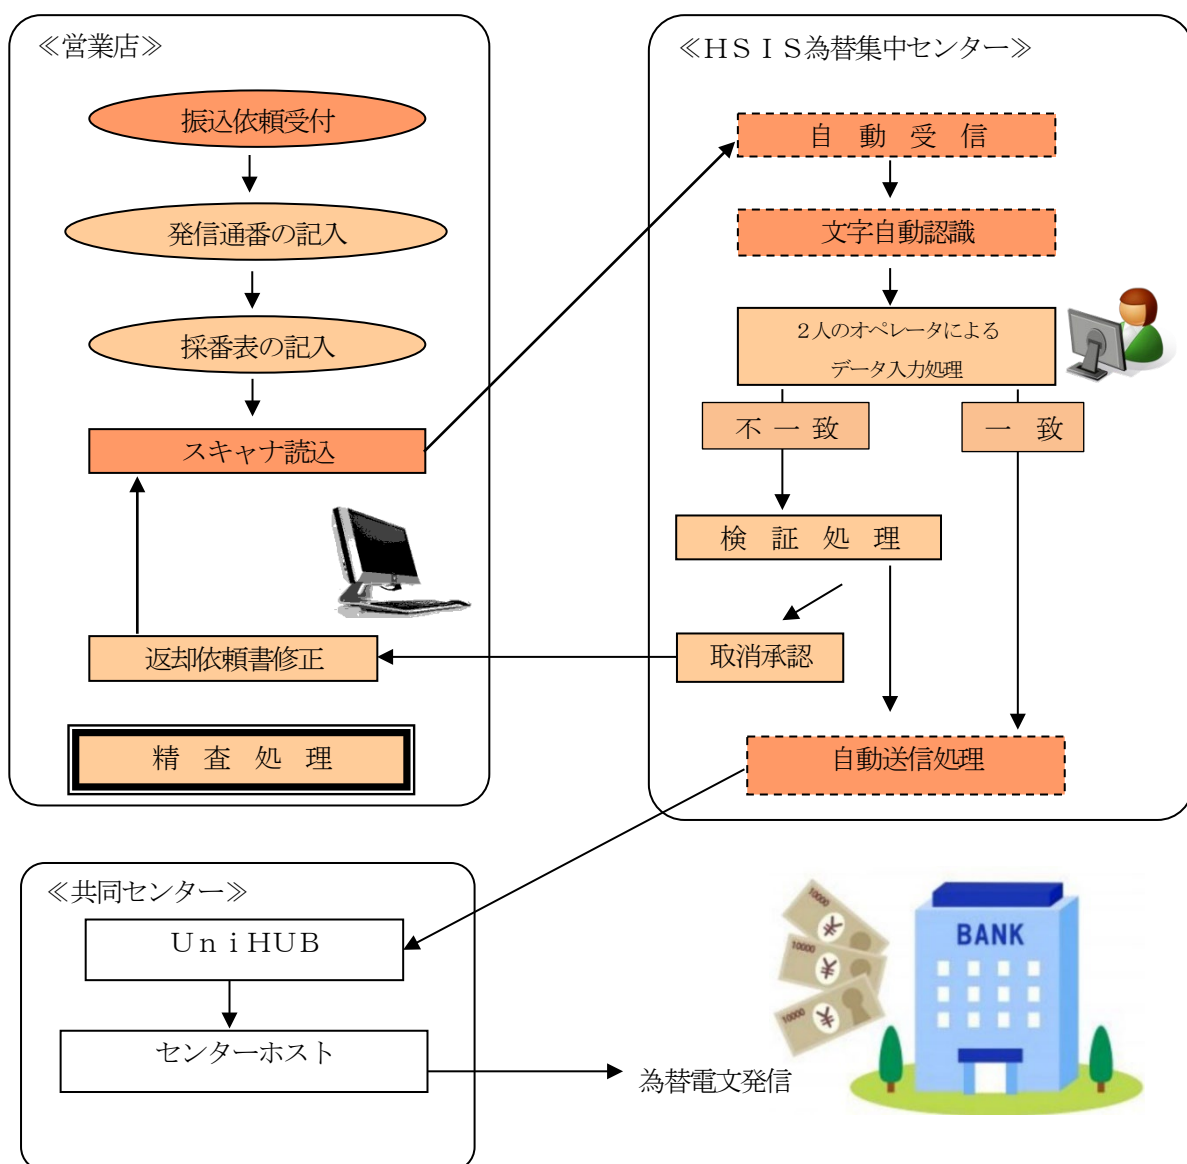 ≪営業店≫
振込依頼受付
発信通番の記入
採番表の記入
スキャナ読込
返却依頼書修正
精　査　処　理
≪ＨＳＩＳ為替集中センター≫
自　動　受　信
文字自動認識
２人のオペレータによる
データ入力処理
不 一 致
一　致
検　証　処　理
取消承認
自動送信処理
≪共同センター≫
ＵｎｉＨＵＢ
センターホスト
為替電文発信
10000
￥
10000
￥
10000
￥
BANK